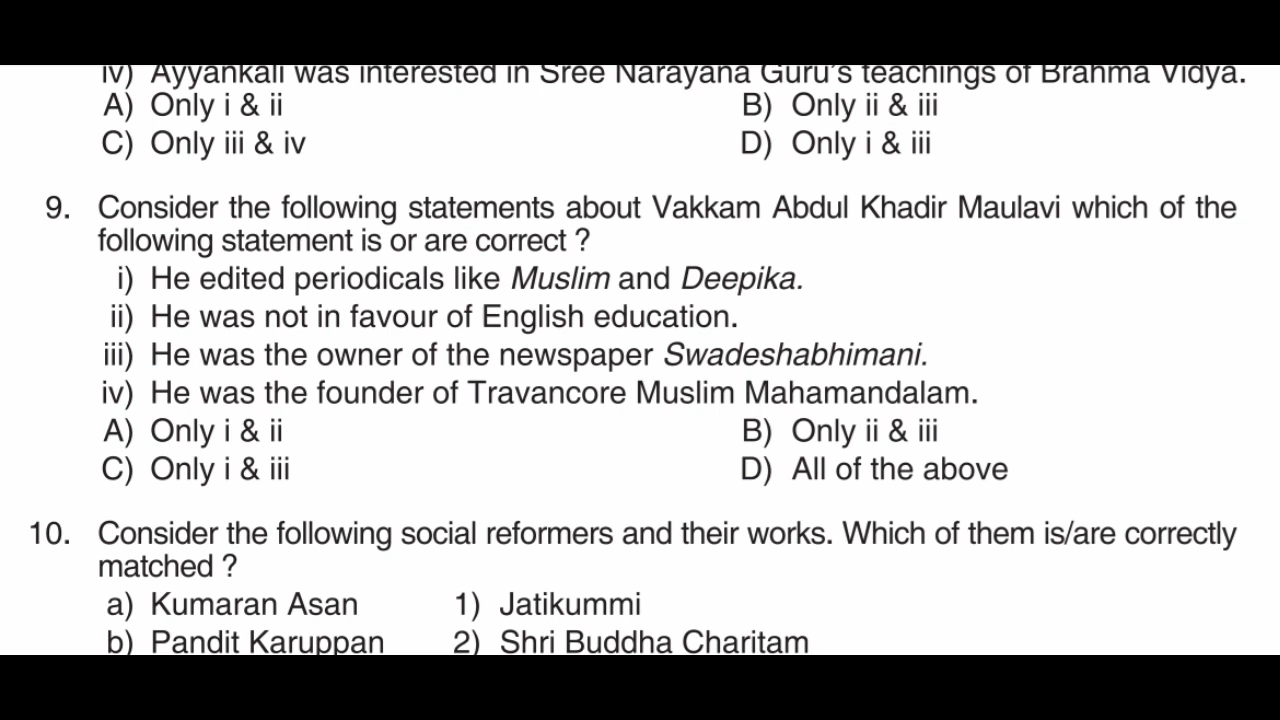 iv) Ayyankali was interested in Sree Narayana Guru's teachings of Brahma Vidya.
A) Only i & ii B) Only ii & iii
C) Only iii & iv D) Only i & iii
9. Consider the following statements about Vakkam Abdul Khadir Maulavi which of the
following statement is or are correct ?
i) He edited periodicals like Muslim and Deepika.
ii) He was not in favour of English education.
iii) He was the owner of the newspaper Swadeshabhimani.
iv) He was the founder of Travancore Muslim Mahamandalam.
A) Only i & ii B) Only ii & iii
C) Only i & iii D) All of the above
10. Consider the following social reformers and their works. Which of them is/are correctly
matched ?
a) Kumaran Asan 1) Jatikummi
b) Pandit Karuppan 2) Shri Buddha Charitam